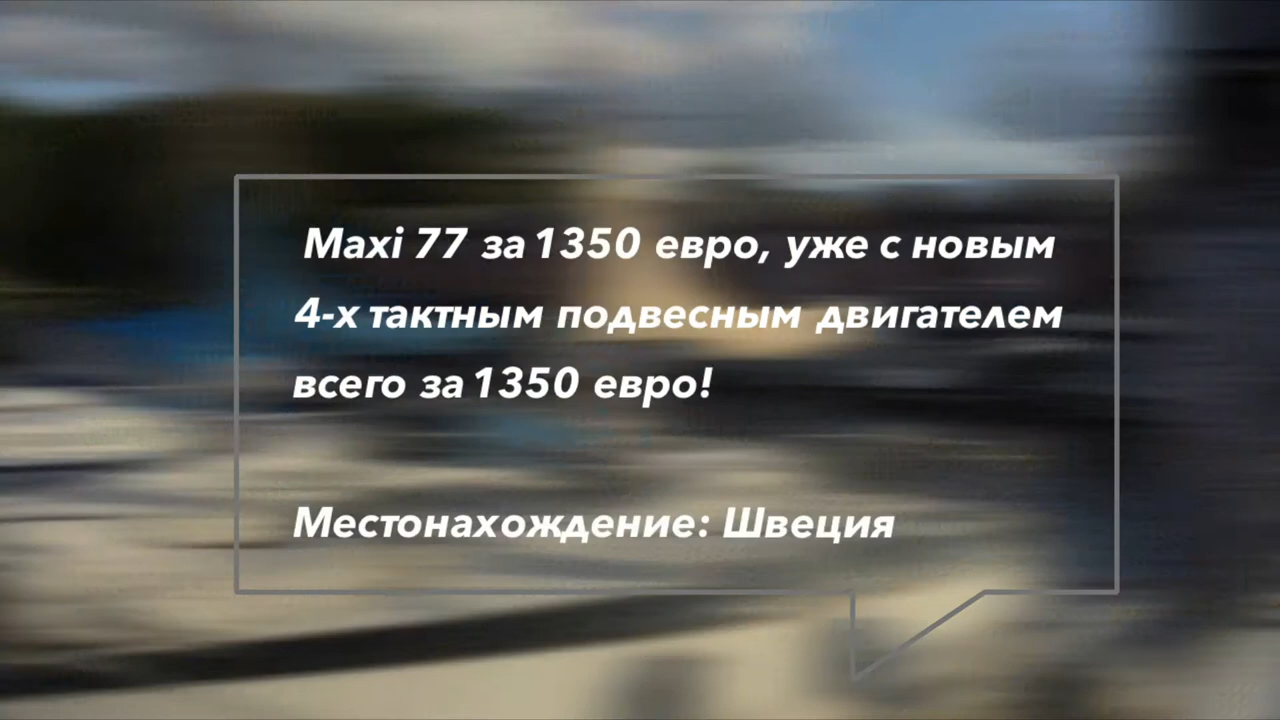 Maxi 77 за 1350 евро, уже с новым
4-х тактным подвесным двигателем
всего за 1350 евро!
Местонахождение: Швеция